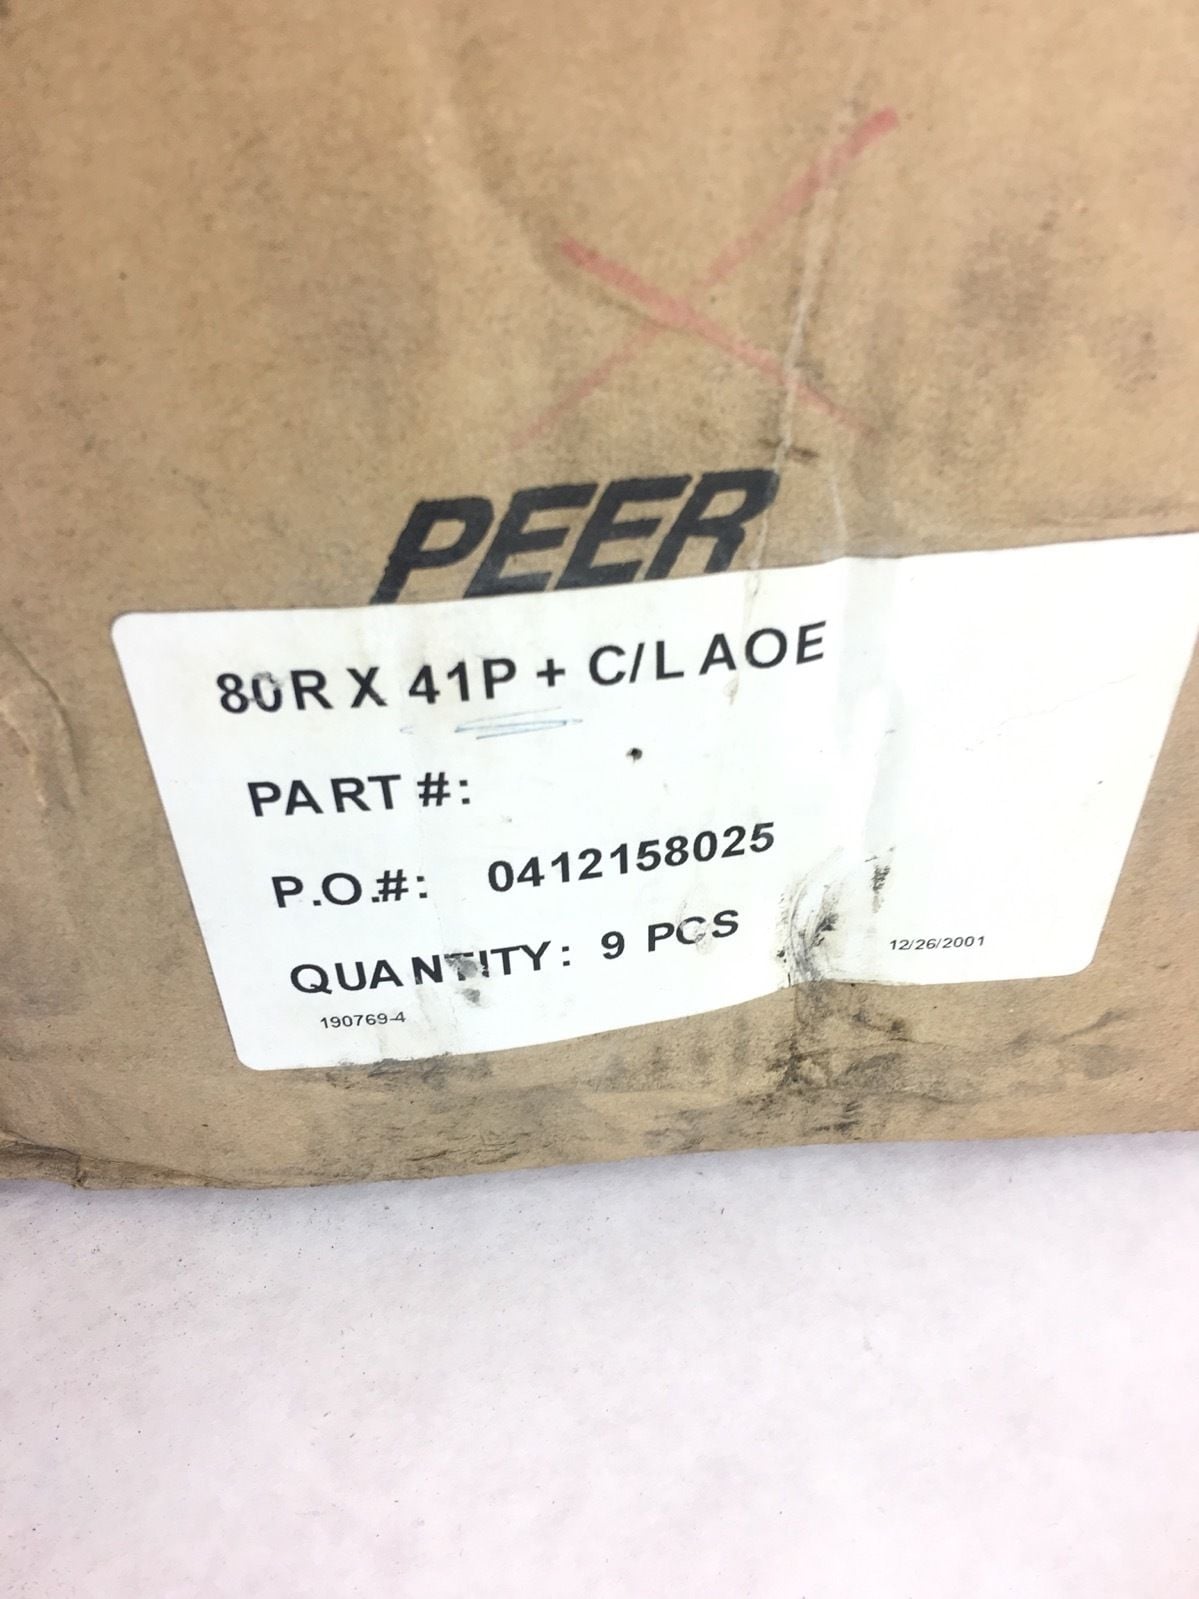 PEER
80R X 41P + C/L AOE
PART #:
P.O.#: 0412158025
QUANTITY: 9 PCS
190769-4
12/26/2001